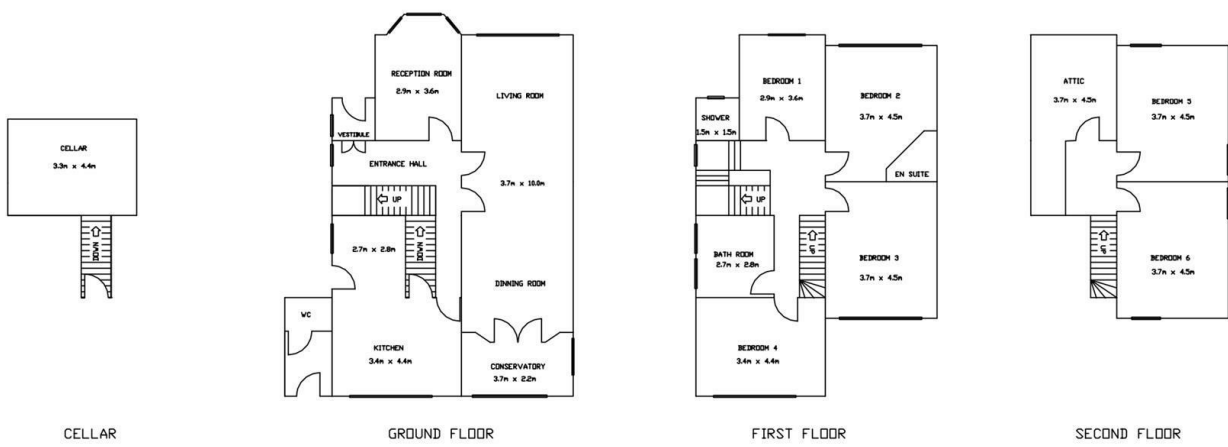 CELLAR
3.3m x 4.4m
DOWN
CELLAR
RECEPTION ROOM
2.9m x 3.6m
LIVING ROOM
VESTIBULE
ENTRANCE HALL
3.7m x 10.0m
UP
2.7m x 2.8m
DOWN
DINNING ROOM
WC
KITCHEN
3.4m x 4.4m
CONSERVATORY
3.7m x 2.2m
GROUND FLOOR
BEDROOM 1
2.9m x 3.6m
BEDROOM 2
3.7m x 4.5m
SHOWER
1.5m x 1.5m
EN SUITE
UP
BATH ROOM
2.7m x 2.8m
UP
BEDROOM 3
3.7m x 4.5m
BEDROOM 4
3.4m x 4.4m
FIRST FLOOR
ATTIC
3.7m x 4.5m
BEDROOM 5
3.7m x 4.5m
UP
BEDROOM 6
3.7m x 4.5m
SECOND FLOOR